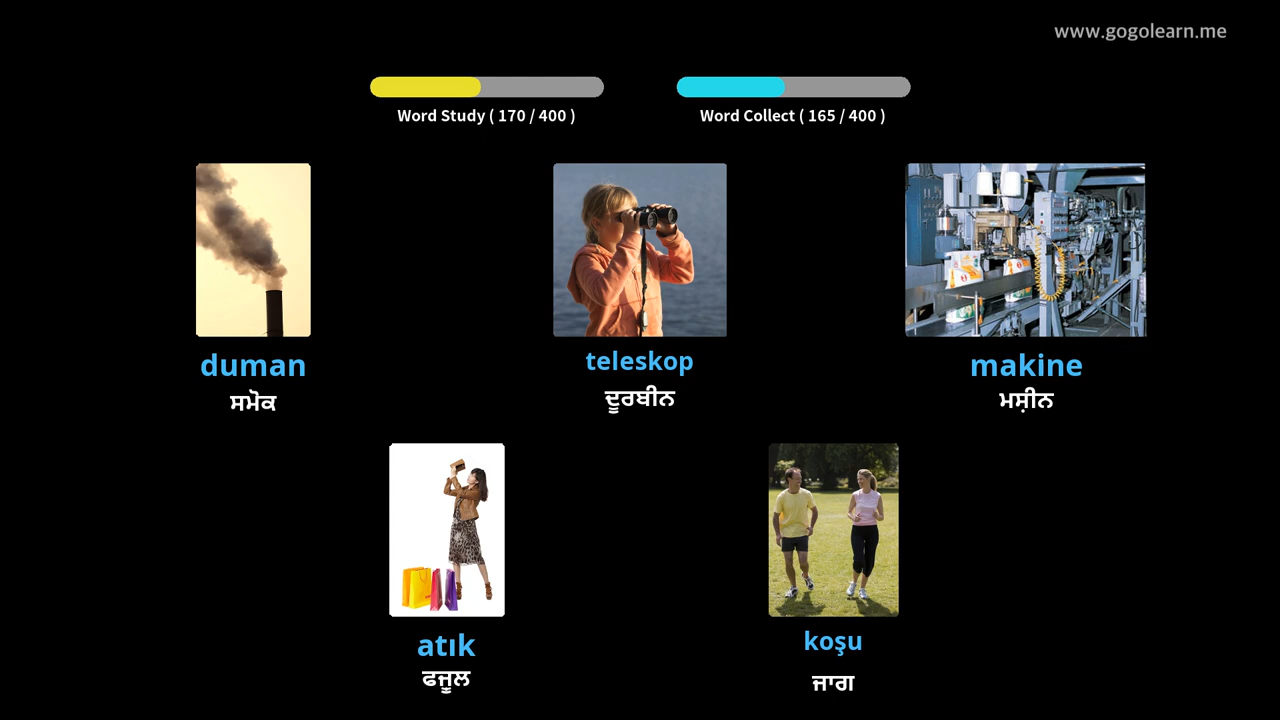 www.gogolearn.me
Word Study ( 170 / 400 )
Word Collect ( 165 / 400 )
duman
ਸਮੋਕ
teleskop
ਦੂਰਬੀਨ
makine
ਮਸ਼ੀਨ
atık
ਫਜ਼ੂਲ
koşu
ਜਾਗ